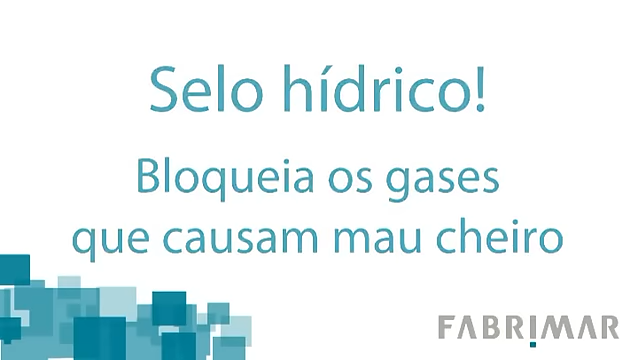 Selo hídrico!
Bloqueia os gases
que causam mau cheiro
FABRIMAR